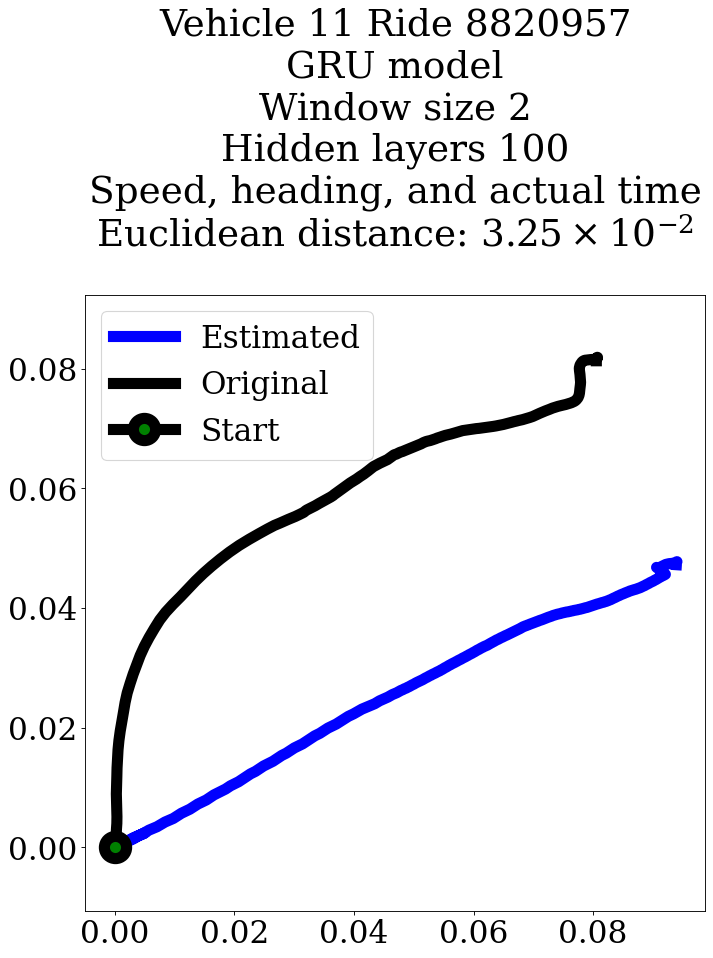 Vehicle 11 Ride 8820957
GRU model
Window size 2
Hidden layers 100
Speed, heading, and actual time
Euclidean distance: 3.25 × 10⁻²
Estimated
Original
Start
0.08
0.06
0.04
0.02
0.00
0.00 0.02 0.04 0.06 0.08